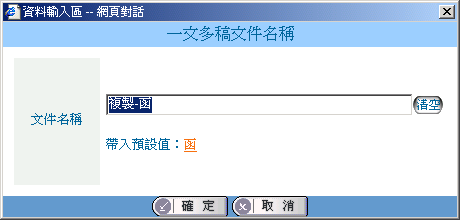 資料輸入區 -- 網頁對話
一文多稿文件名稱
文件名稱
複製-函
清空
帶入預設值：函
確 定
取 消